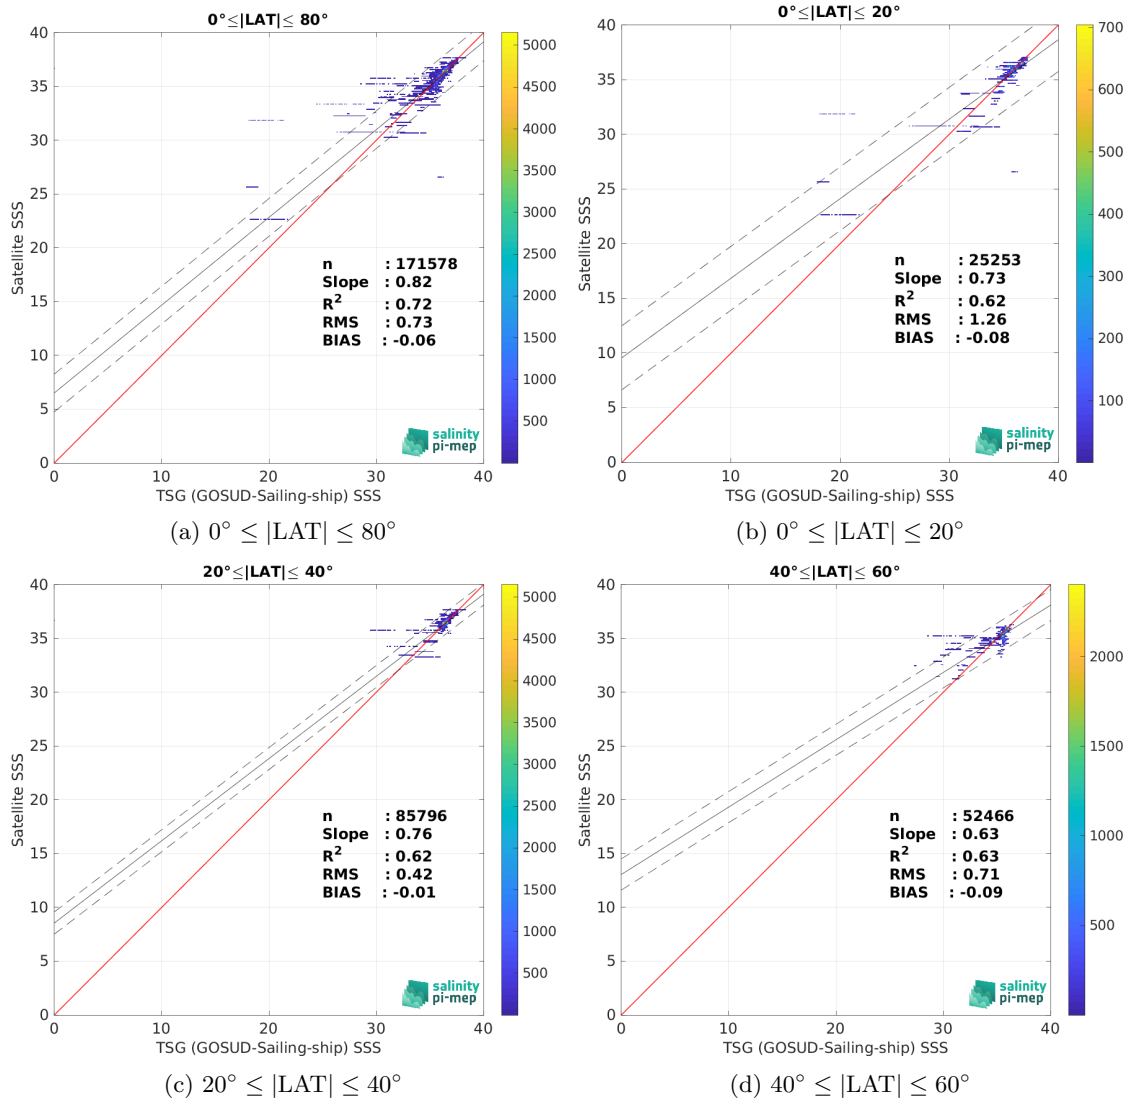 0°≤|LAT|≤ 80°
Satellite SSS
40
35
30
25
20
15
10
5
0
n : 171578
Slope : 0.82
R² : 0.72
RMS : 0.73
BIAS : -0.06
salinity
pi-mep
0 10 20 30 40
TSG (GOSUD-Sailing-ship) SSS
5000
4500
4000
3500
3000
2500
2000
1500
1000
500
(a) 0° ≤ |LAT| ≤ 80°
0°≤|LAT|≤ 20°
Satellite SSS
40
35
30
25
20
15
10
5
0
n : 25253
Slope : 0.73
R² : 0.62
RMS : 1.26
BIAS : -0.08
salinity
pi-mep
0 10 20 30 40
TSG (GOSUD-Sailing-ship) SSS
700
600
500
400
300
200
100
(b) 0° ≤ |LAT| ≤ 20°
20°≤|LAT|≤ 40°
Satellite SSS
40
35
30
25
20
15
10
5
0
n : 85796
Slope : 0.76
R² : 0.62
RMS : 0.42
BIAS : -0.01
salinity
pi-mep
0 10 20 30 40
TSG (GOSUD-Sailing-ship) SSS
5000
4500
4000
3500
3000
2500
2000
1500
1000
500
(c) 20° ≤ |LAT| ≤ 40°
40°≤|LAT|≤ 60°
Satellite SSS
40
35
30
25
20
15
10
5
0
n : 52466
Slope : 0.63
R² : 0.63
RMS : 0.71
BIAS : -0.09
salinity
pi-mep
0 10 20 30 40
TSG (GOSUD-Sailing-ship) SSS
2000
1500
1000
500
(d) 40° ≤ |LAT| ≤ 60°